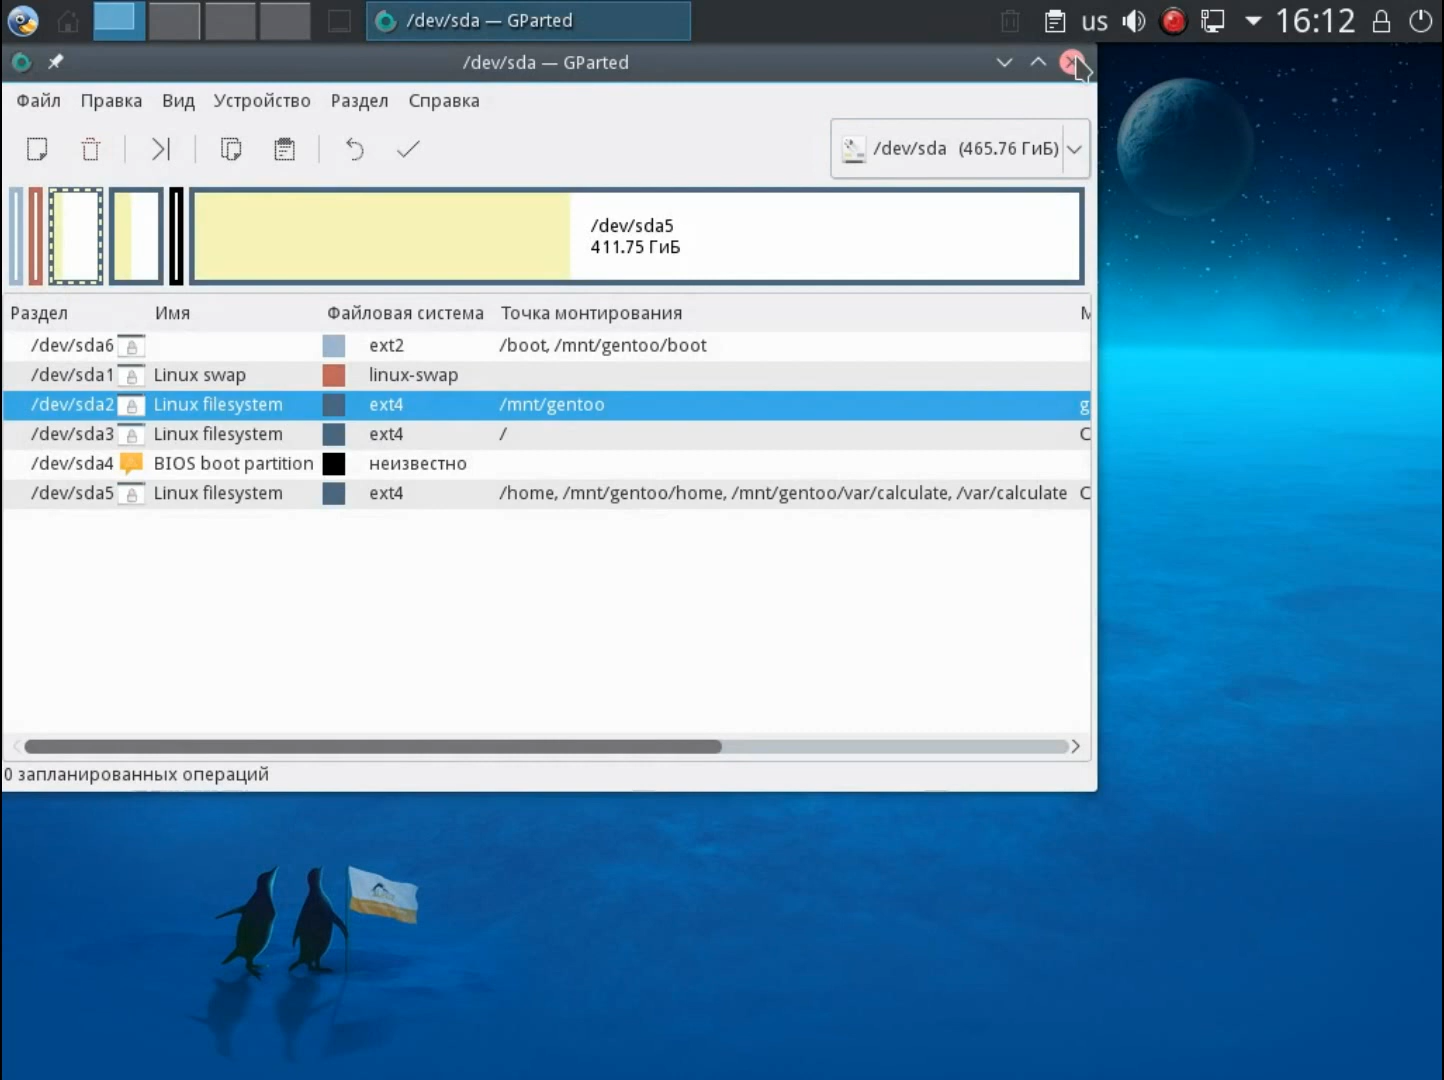 /dev/sda — GParted
us
16:12
/dev/sda — GParted
Файл Правка Вид Устройство Раздел Справка
/dev/sda (465.76 ГиБ)
/dev/sda5
411.75 ГиБ
Раздел Имя Файловая система Точка монтирования
/dev/sda6 ext2 /boot, /mnt/gentoo/boot
/dev/sda1 Linux swap linux-swap
/dev/sda2 Linux filesystem ext4 /mnt/gentoo
/dev/sda3 Linux filesystem ext4 /
/dev/sda4 BIOS boot partition неизвестно
/dev/sda5 Linux filesystem ext4 /home, /mnt/gentoo/home, /mnt/gentoo/var/calculate, /var/calculate
0 запланированных операций